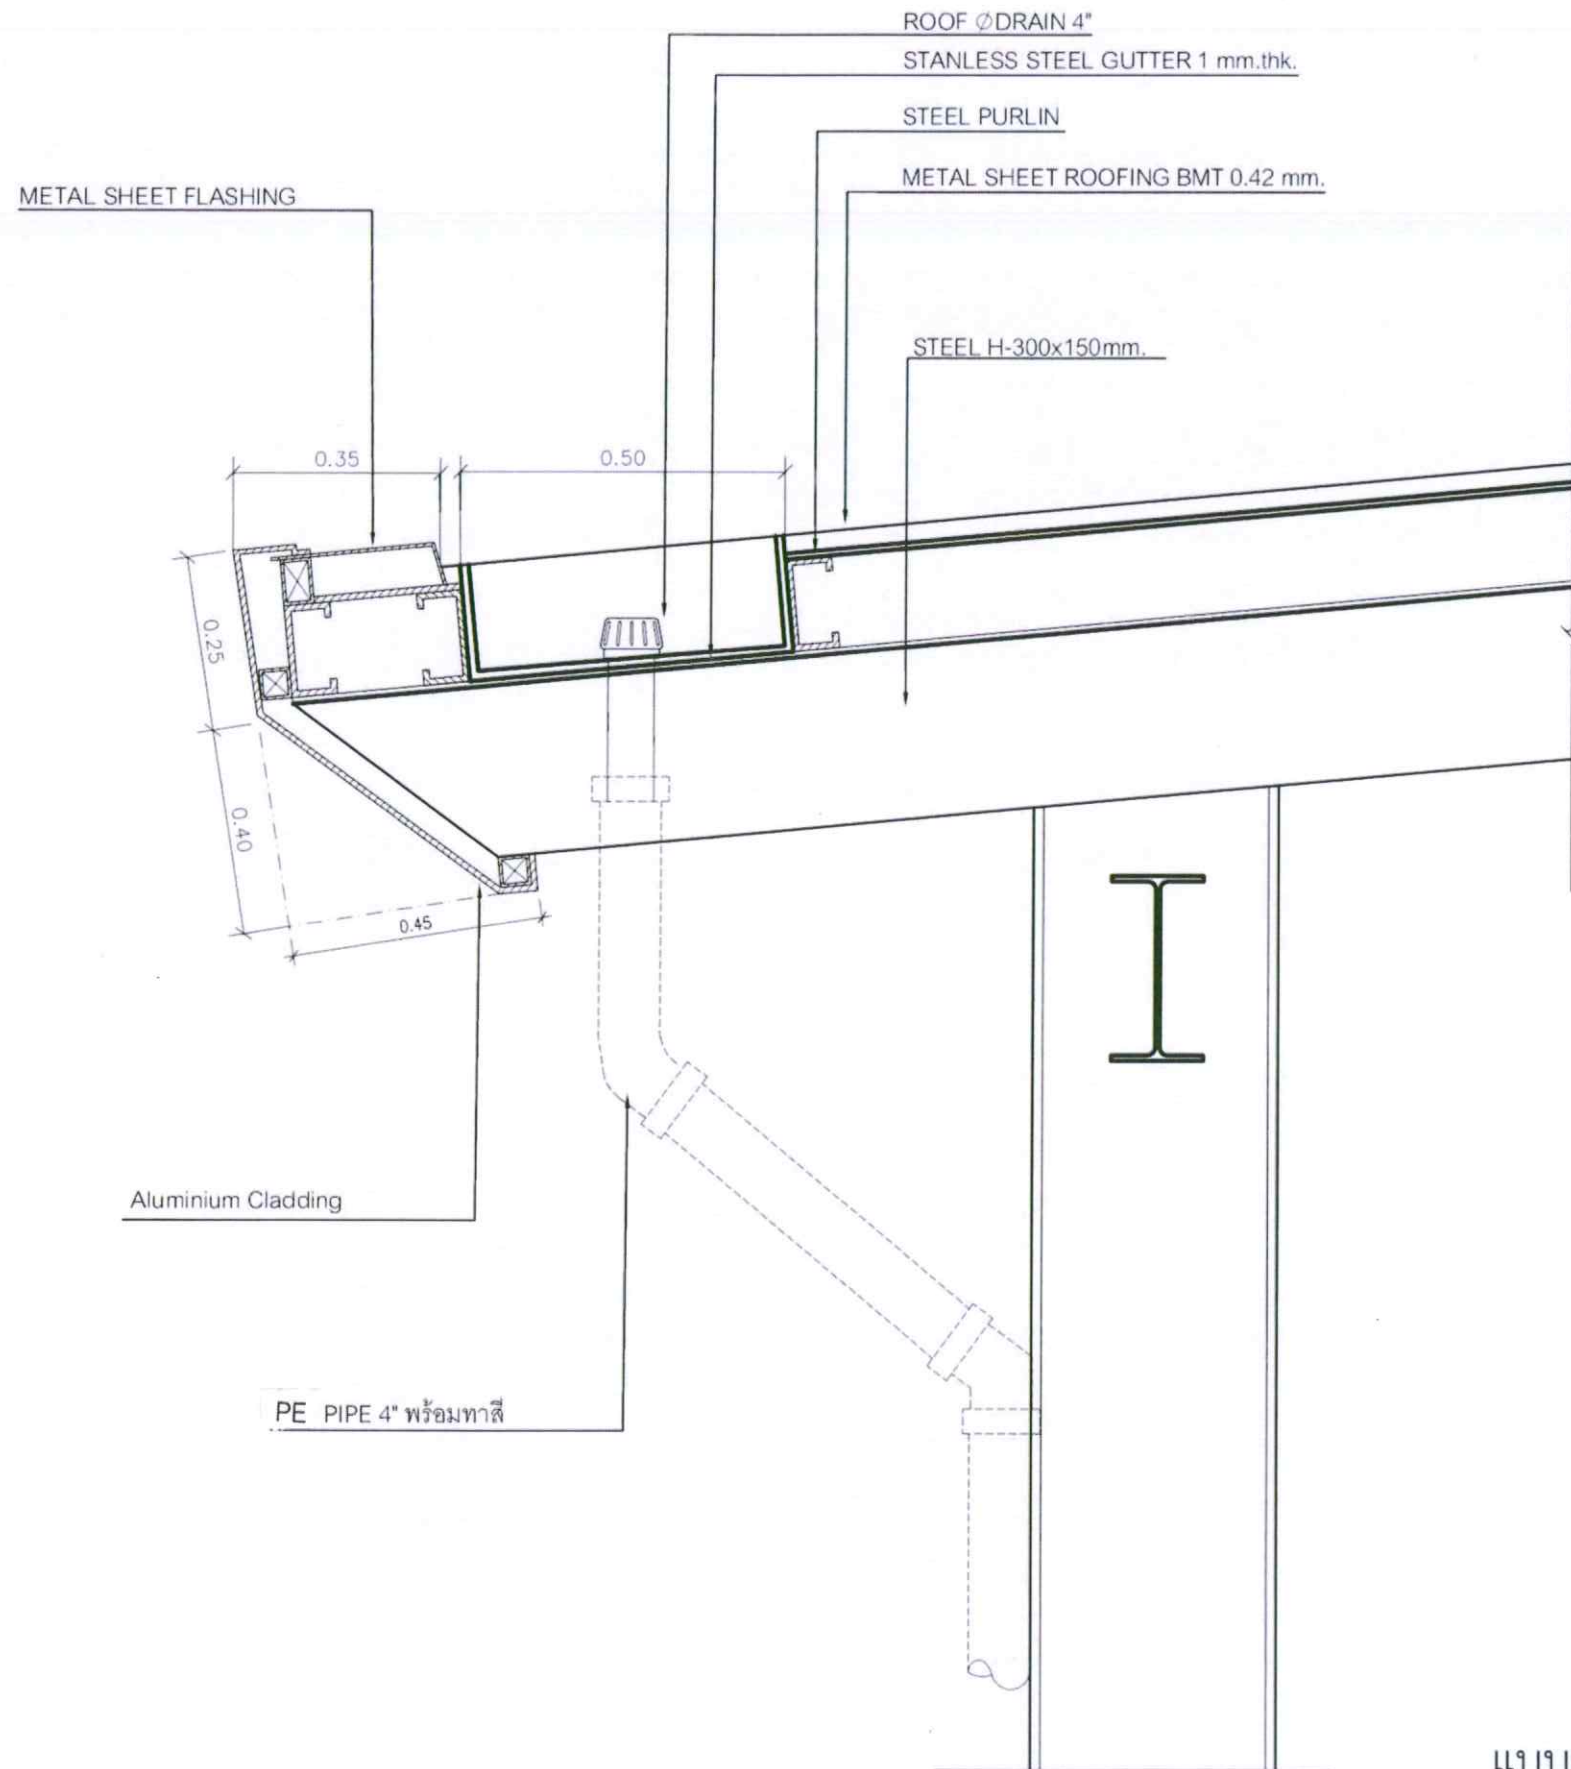 ROOF ∅DRAIN 4"
STANLESS STEEL GUTTER 1 mm.thk.
STEEL PURLIN
METAL SHEET ROOFING BMT 0.42 mm.
METAL SHEET FLASHING
STEEL H-300x150mm.
0.35
0.50
0.25
0.40
0.45
Aluminium Cladding
PE PIPE 4" พร้อมทาสี